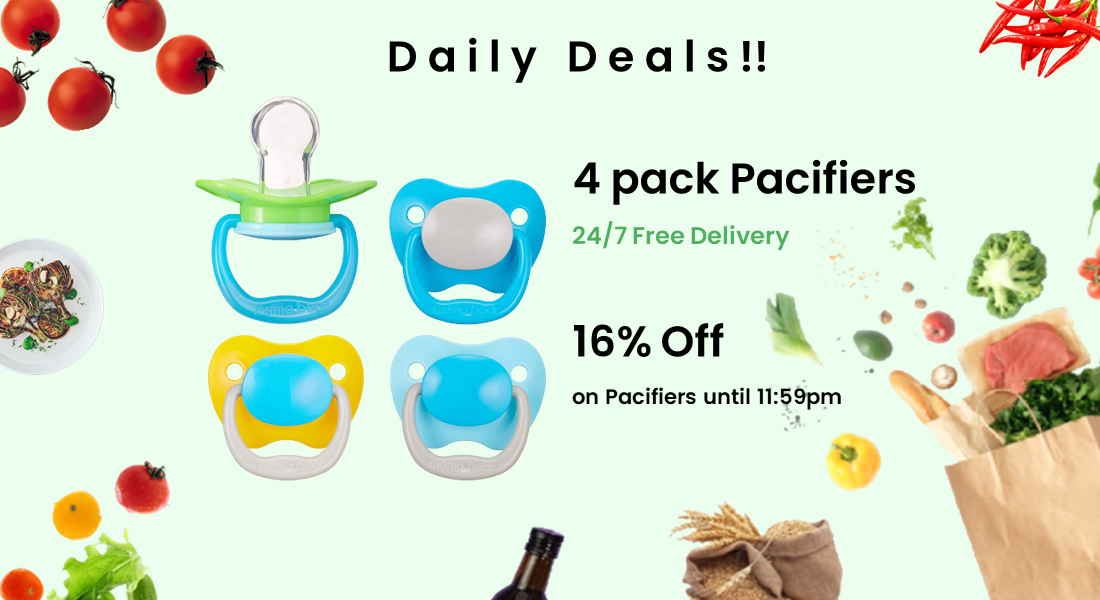 Daily Deals!!
4 pack Pacifiers
24/7 Free Delivery
16% Off
on Pacifiers until 11:59pm